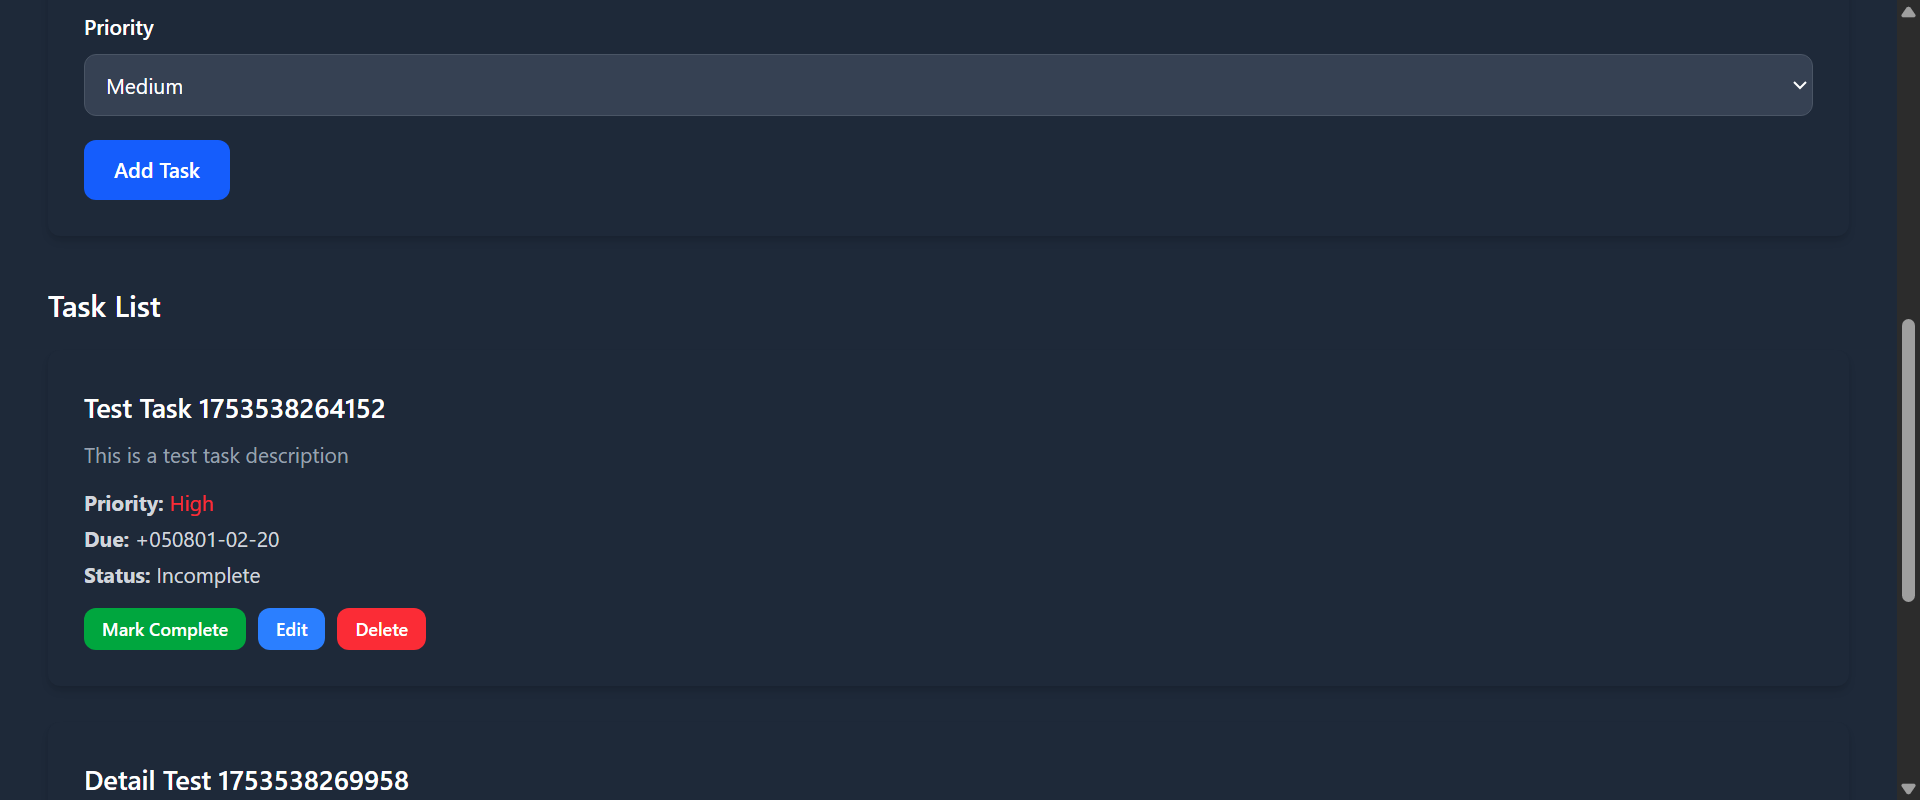 Priority
Medium
Add Task
Task List
Test Task 1753538264152
This is a test task description
Priority: High
Due: +050801-02-20
Status: Incomplete
Mark Complete Edit Delete
Detail Test 1753538269958